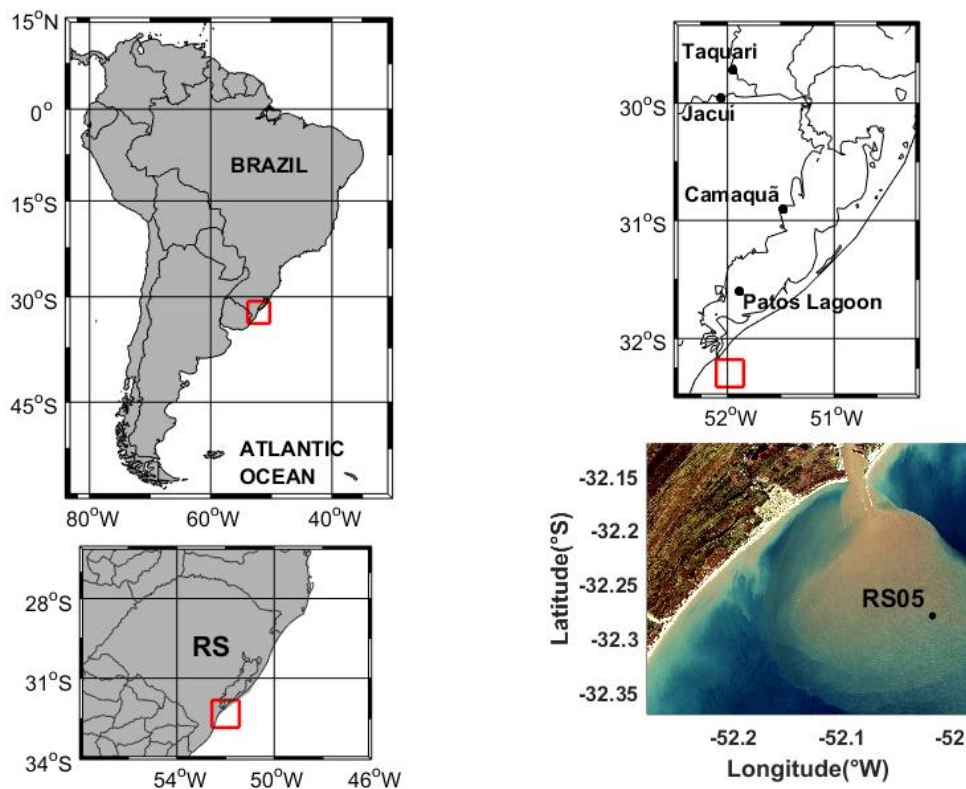 15°N
0°
15°S
30°S
45°S
BRAZIL
ATLANTIC
OCEAN
80°W
60°W
40°W
Taquari
30°S
Jacuí
Camaquã
31°S
Patos Lagoon
32°S
52°W
51°W
28°S
RS
31°S
34°S
54°W
50°W
46°W
-32.15
-32.2
-32.25
RS05
-32.3
-32.35
Latitude(°S)
-52.2
-52.1
-52
Longitude(°W)